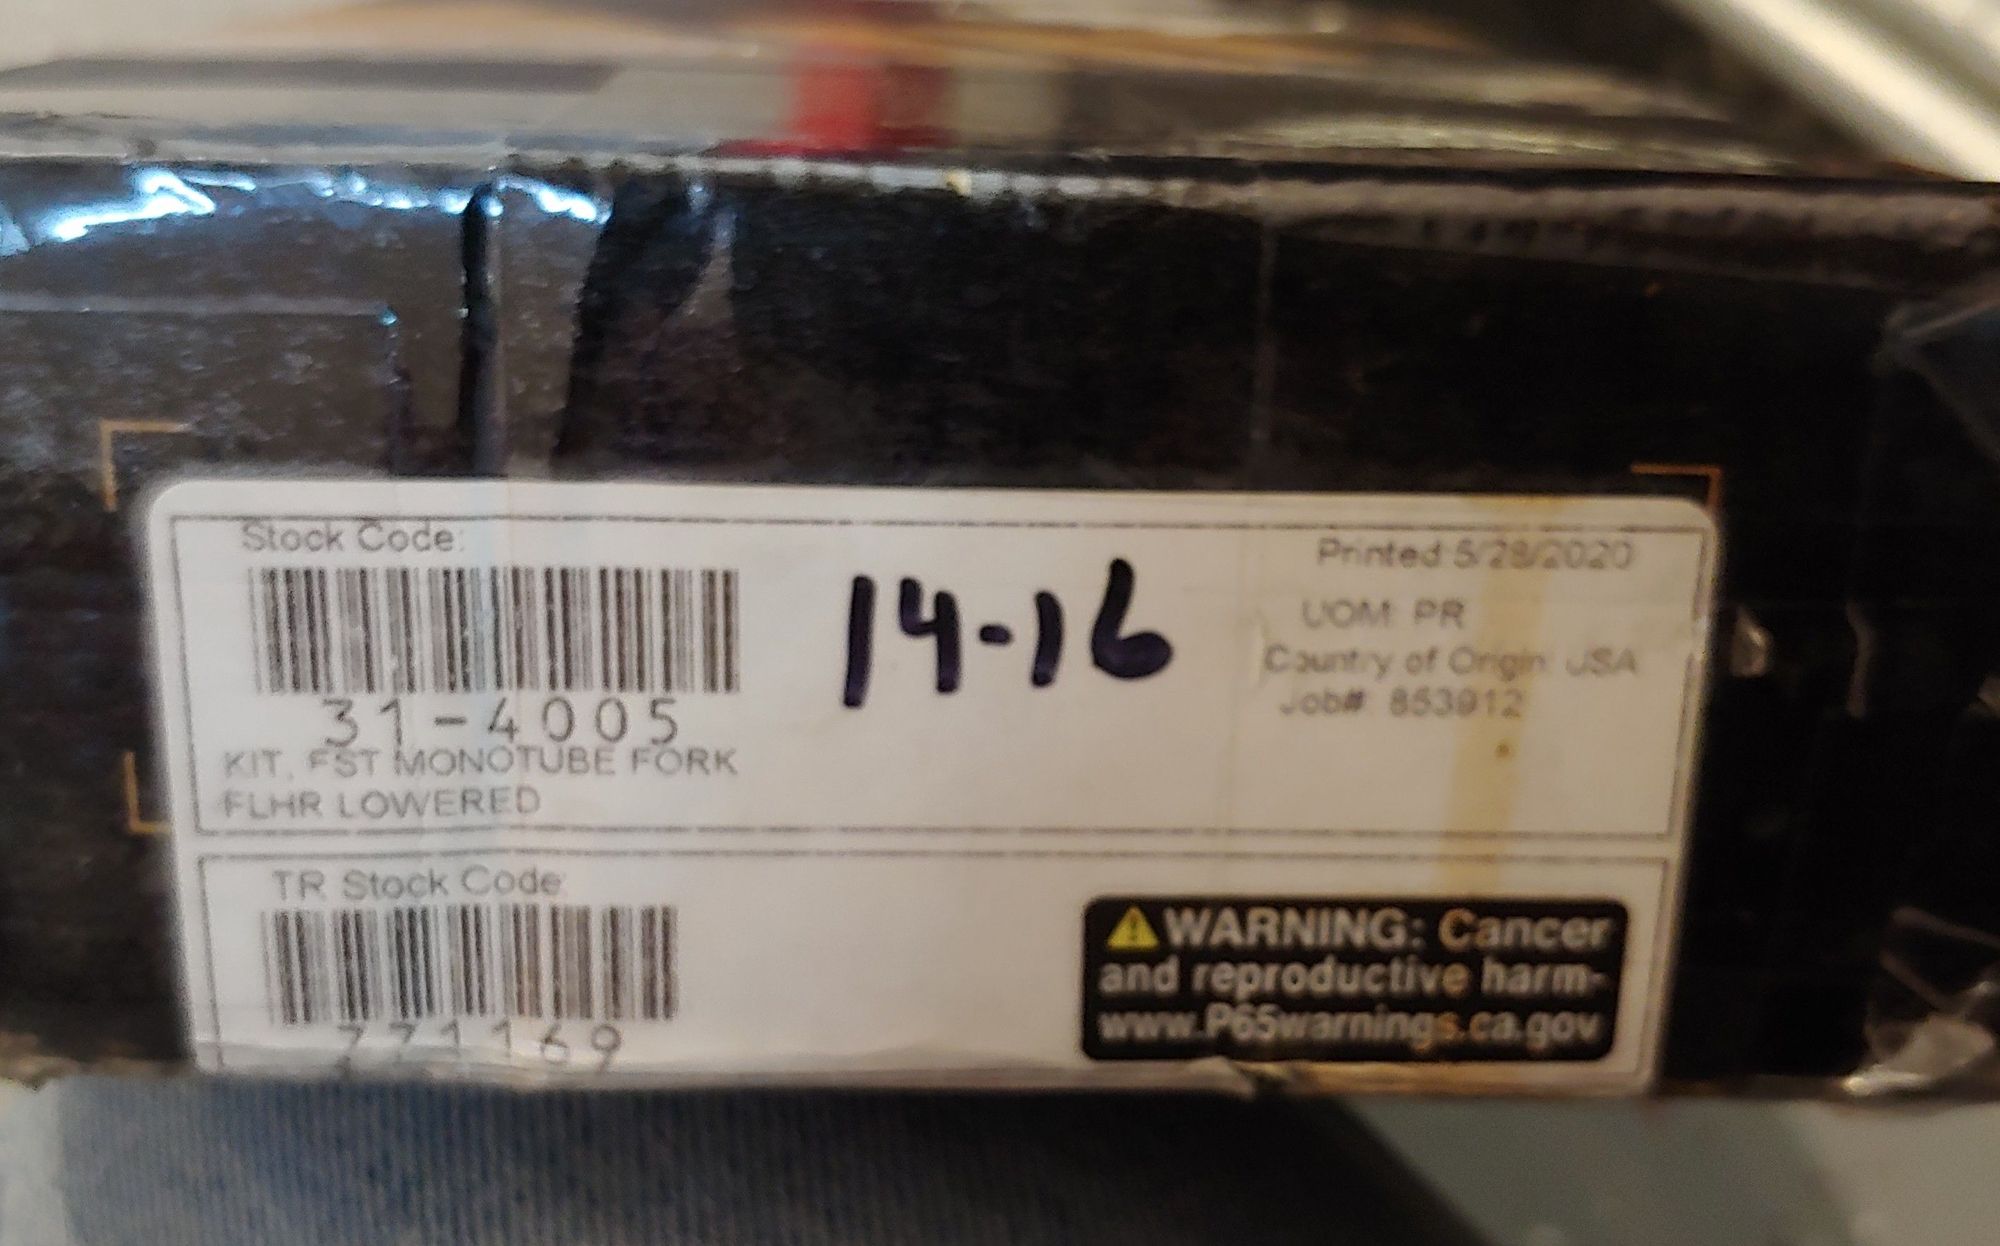 Stock Code:
31-4005
KIT, FST MONOTUBE FORK
FLHR LOWERED
14-16
Printed:5/28/2020
UOM: PR
Country of Origin: USA
Job#: 853912
TR Stock Code:
771169
WARNING: Cancer
and reproductive harm-
www.P65warnings.ca.gov